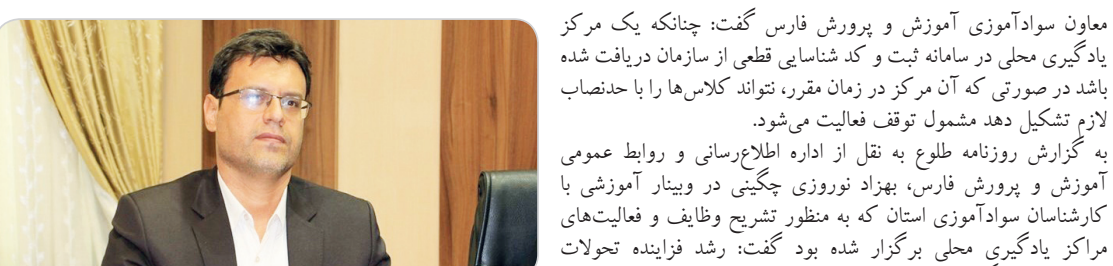 معاون سوادآموزی آموزش و پرورش فارس گفت: چنانکه یک مرکز
یادگیری محلی در سامانه ثبت و کد شناسایی قطعی از سازمان دریافت شده
باشد در صورتی که آن مرکز در زمان مقرر، نتواند کلاس‌ها را با حدنصاب
لازم تشکیل دهد مشمول توقف فعالیت می‌شود.
به گزارش روزنامه طلوع به نقل از اداره اطلاع‌رسانی و روابط عمومی
آموزش و پرورش فارس، بهزاد نوروزی چگینی در وبینار آموزشی با
کارشناسان سوادآموزی استان که به منظور تشریح وظایف و فعالیت‌های
مراکز یادگیری محلی برگزار شده بود گفت: رشد فزاینده تحولات